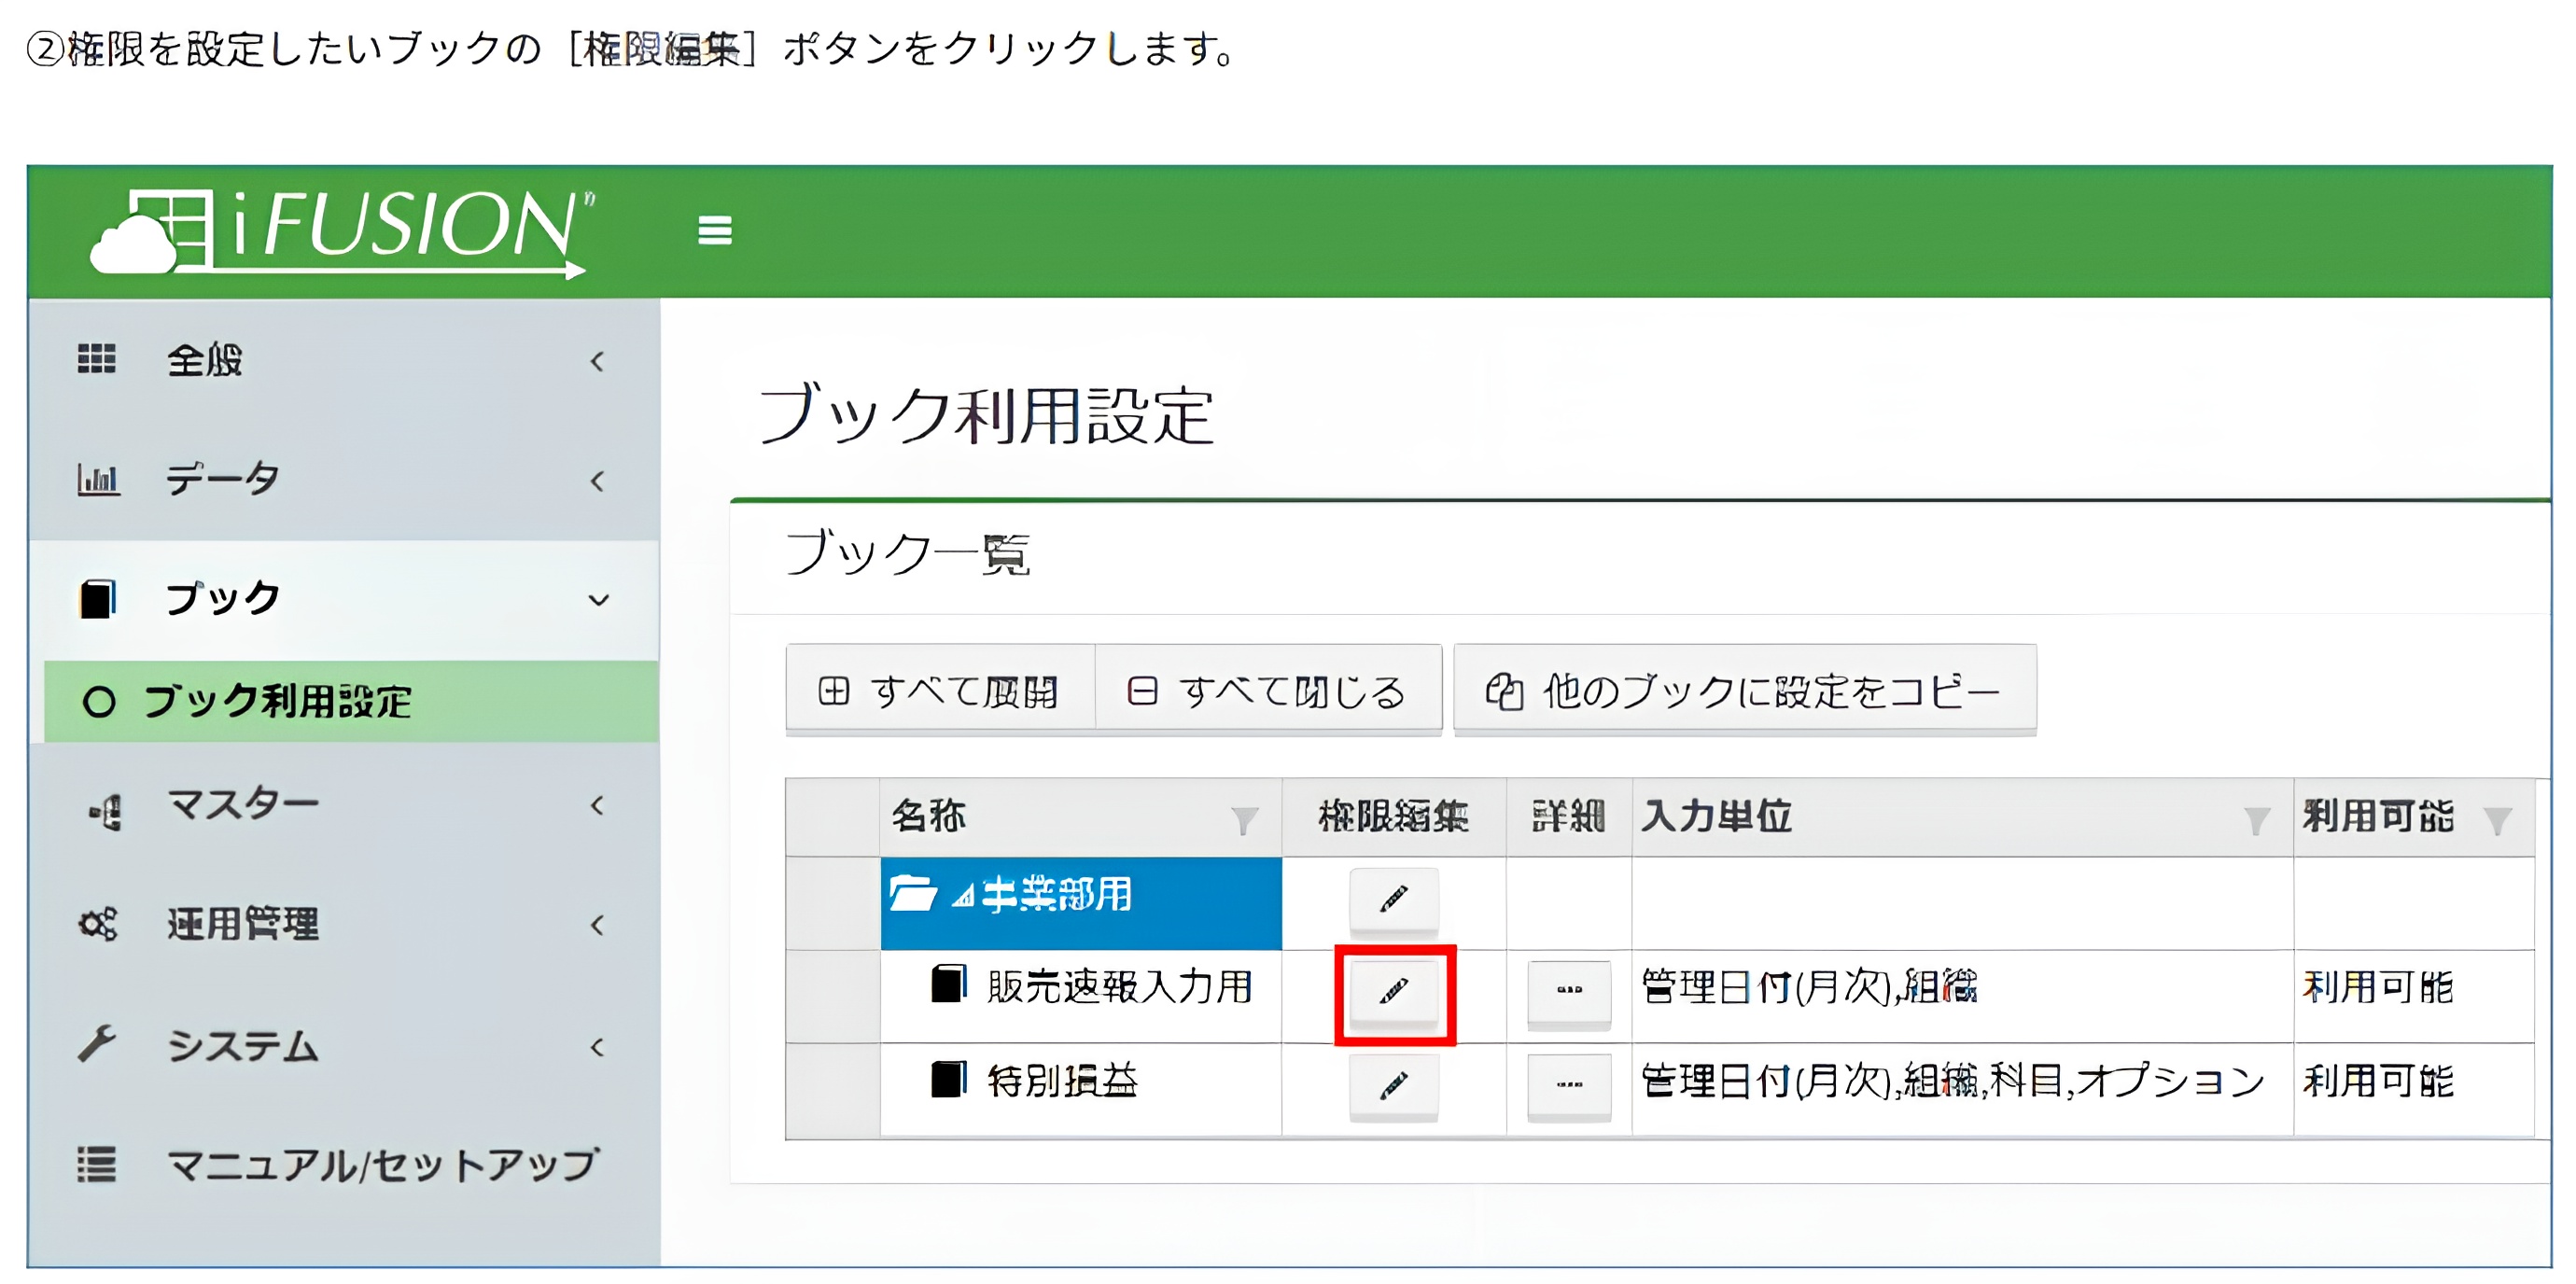 ②権限を設定したいブックの［権限編集］ボタンをクリックします。
i FUSION
全般
データ
ブック
ブック利用設定
マスター
運用管理
システム
マニュアル/セットアップ
ブック利用設定
ブック一覧
すべて展開 すべて閉じる 他のブックに設定をコピー
名称 権限編集 詳細 入力単位 利用可能
事業部用
販売速報入力用 管理日付(月次),組織 利用可能
特別損益 管理日付(月次),組織,科目,オプション 利用可能